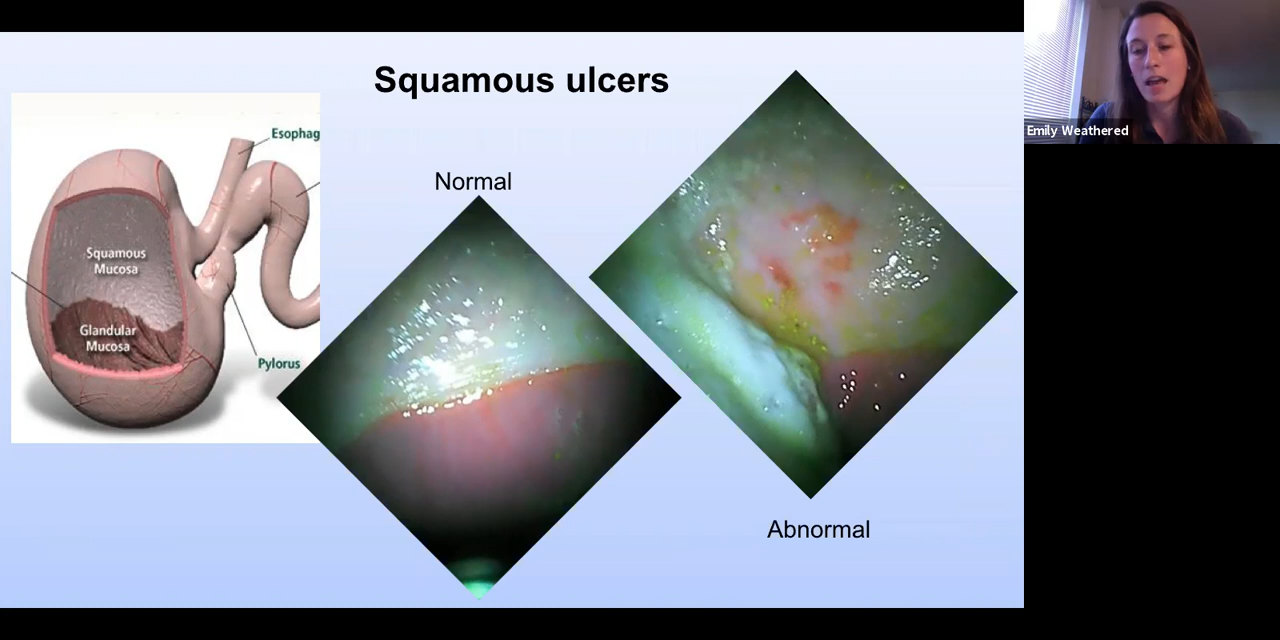 Squamous ulcers
Esophag
Squamous
Mucosa
Glandular
Mucosa
Pylorus
Normal
Abnormal
Emily Weathered